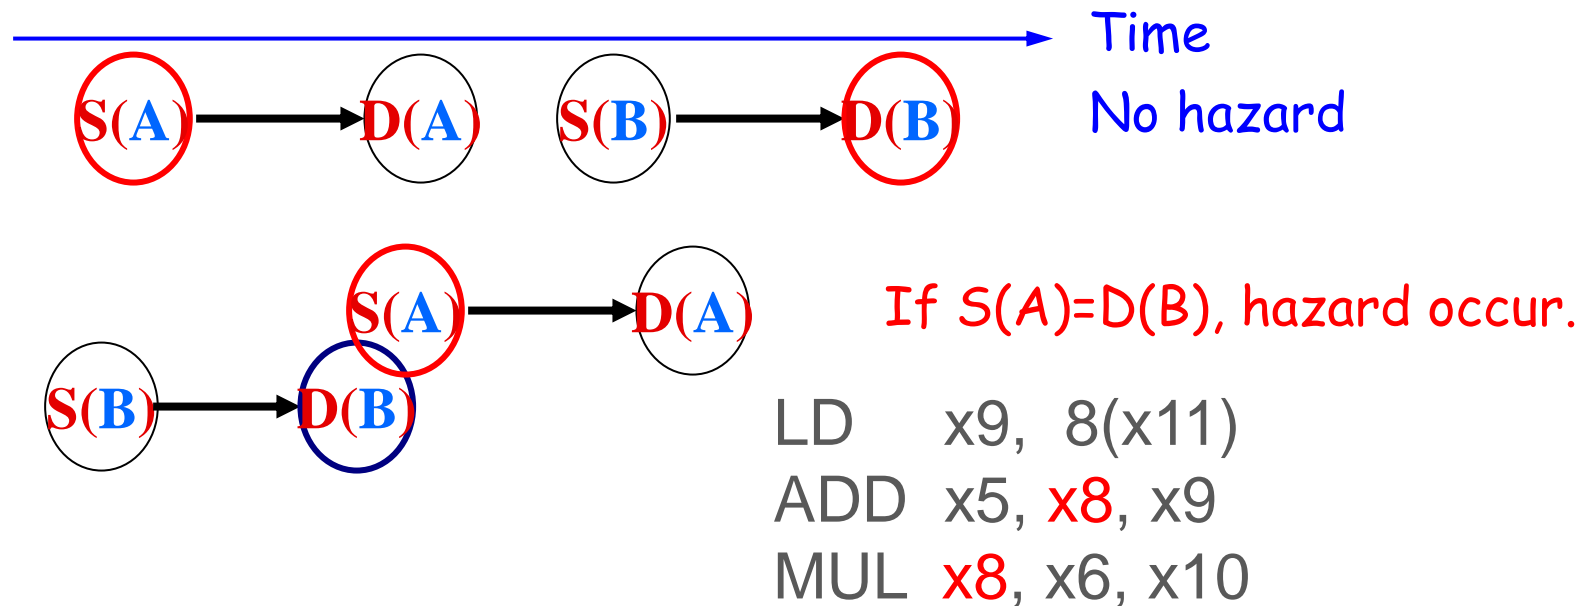 Time
S(A) D(A) S(B) D(B)
No hazard
S(A) D(A)
If S(A)=D(B), hazard occur.
S(B) D(B)
LD x9, 8(x11)
ADD x5, x8, x9
MUL x8, x6, x10